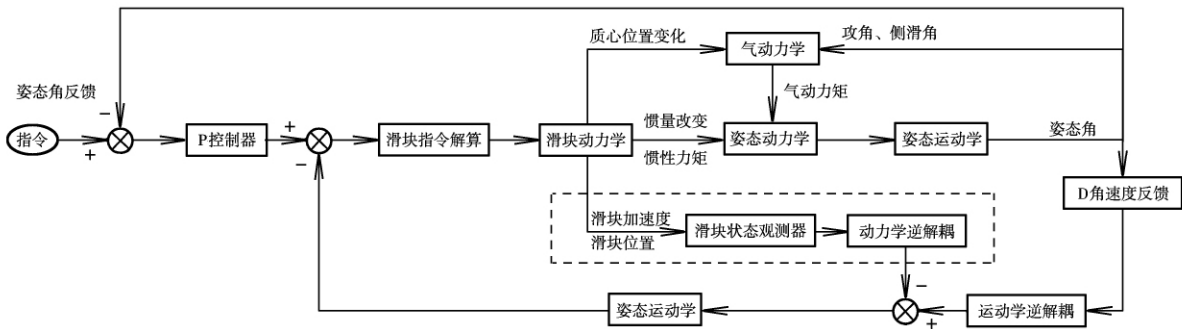 质心位置变化
气动力学
攻角、侧滑角
姿态角反馈
气动力矩
−
指令
+
P控制器
+
−
滑块指令解算
滑块动力学
惯量改变
惯性力矩
姿态动力学
姿态运动学
姿态角
D角速度反馈
滑块加速度
滑块位置
滑块状态观测器
动力学逆解耦
−
姿态运动学
+
运动学逆解耦